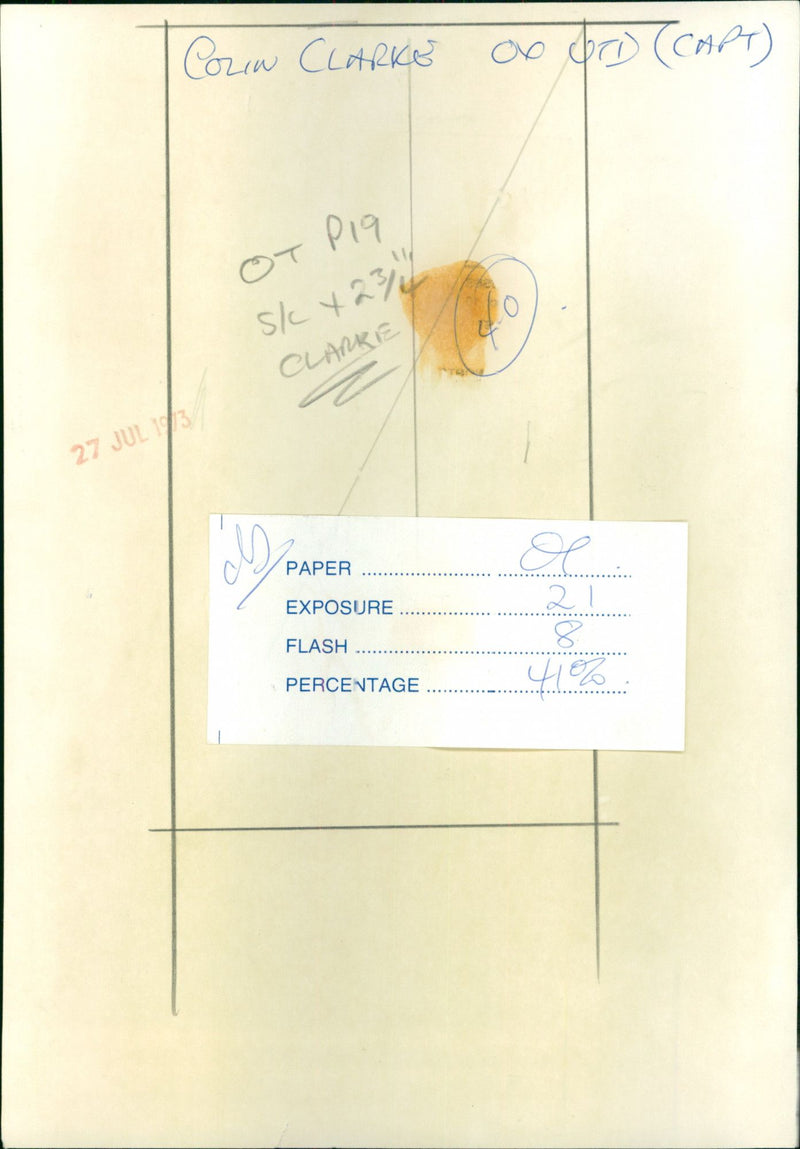 COLIN CLARKE OX UTD (CAPT)
OT P19
S/C + 2 3/4"
CLARKE
40
27 JUL 1973
PAPER ........................ 
EXPOSURE ........................ 21
FLASH ........................ 8
PERCENTAGE ........................ 41%